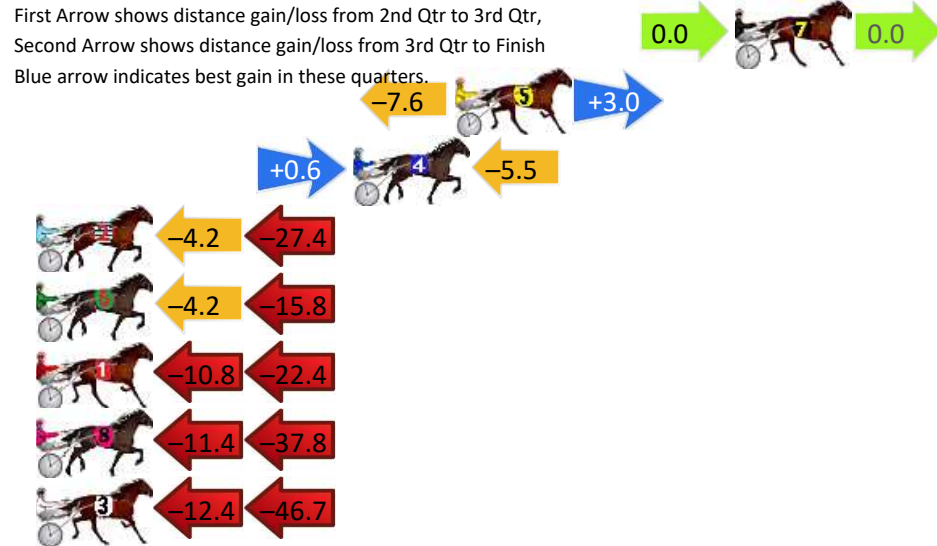 First Arrow shows distance gain/loss from 2nd Qtr to 3rd Qtr,
Second Arrow shows distance gain/loss from 3rd Qtr to Finish
Blue arrow indicates best gain in these quarters.
0.0 7 0.0
–7.6 5 +3.0
+0.6 4 –5.5
2 –4.2 –27.4
6 –4.2 –15.8
1 –10.8 –22.4
8 –11.4 –37.8
3 –12.4 –46.7